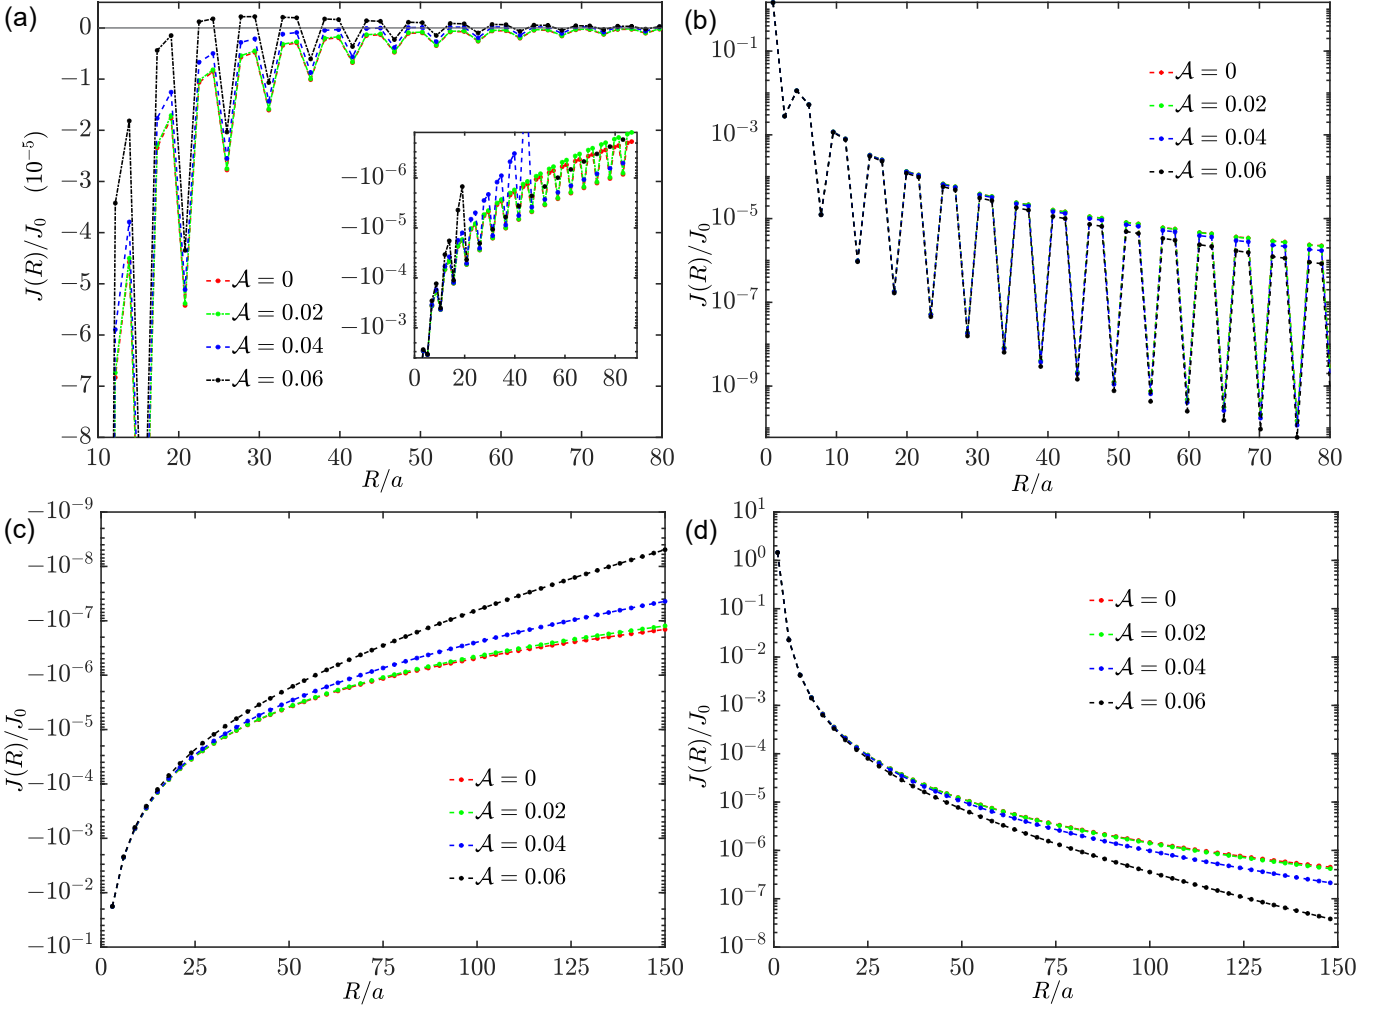 (a)
0
−1
−2
−3
−4
−5
−6
−7
−8
J(R)/J₀ (10⁻⁵)
10 20 30 40 50 60 70 80
R/a
𝒜 = 0
𝒜 = 0.02
𝒜 = 0.04
𝒜 = 0.06
−10⁻⁶
−10⁻⁵
−10⁻⁴
−10⁻³
0 20 40 60 80
(b)
10⁻¹
10⁻³
10⁻⁵
10⁻⁷
10⁻⁹
J(R)/J₀
0 10 20 30 40 50 60 70 80
R/a
𝒜 = 0
𝒜 = 0.02
𝒜 = 0.04
𝒜 = 0.06
(c)
−10⁻⁹
−10⁻⁸
−10⁻⁷
−10⁻⁶
−10⁻⁵
−10⁻⁴
−10⁻³
−10⁻²
−10⁻¹
J(R)/J₀
0 25 50 75 100 125 150
R/a
𝒜 = 0
𝒜 = 0.02
𝒜 = 0.04
𝒜 = 0.06
(d)
10¹
10⁰
10⁻¹
10⁻²
10⁻³
10⁻⁴
10⁻⁵
10⁻⁶
10⁻⁷
10⁻⁸
J(R)/J₀
0 25 50 75 100 125 150
R/a
𝒜 = 0
𝒜 = 0.02
𝒜 = 0.04
𝒜 = 0.06